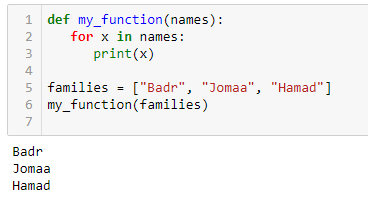 1 def my_function(names):
2    for x in names:
3       print(x)
4
5 families = ["Badr", "Jomaa", "Hamad"]
6 my_function(families)
7
Badr
Jomaa
Hamad